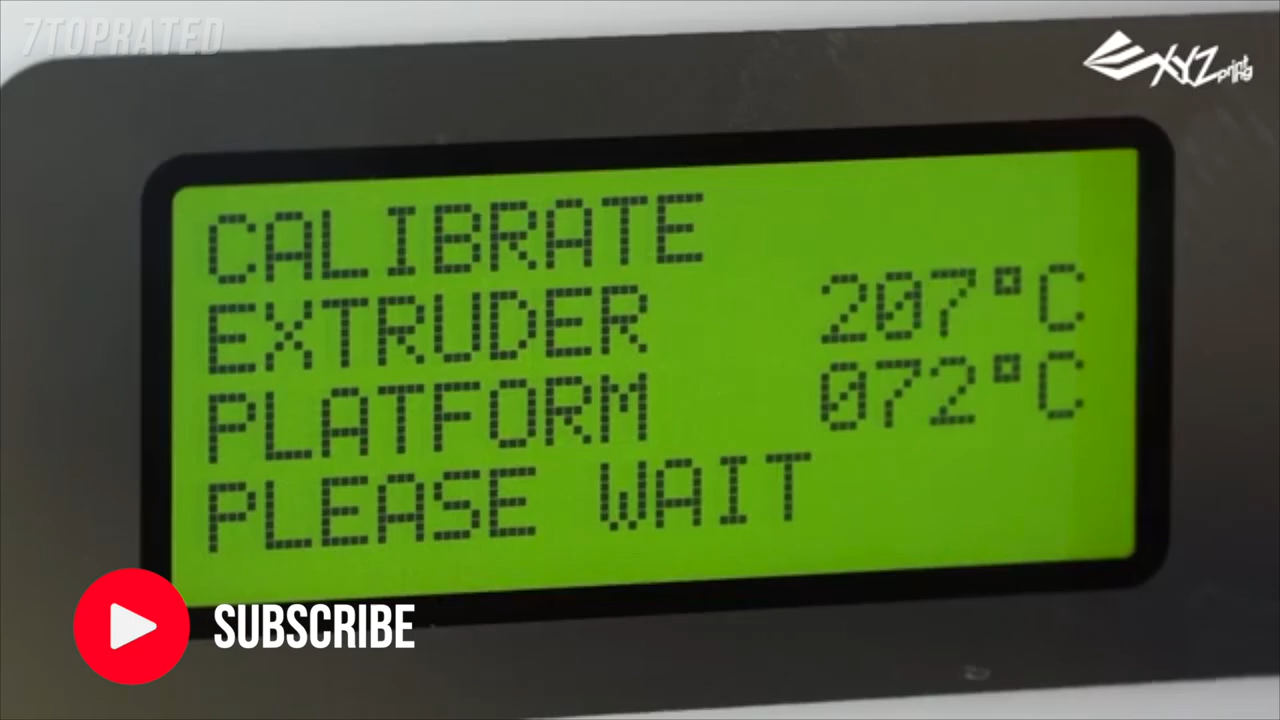 7TOPRATED
XYZprinting
CALIBRATE
EXTRUDER 207°C
PLATFORM 072°C
PLEASE WAIT
SUBSCRIBE